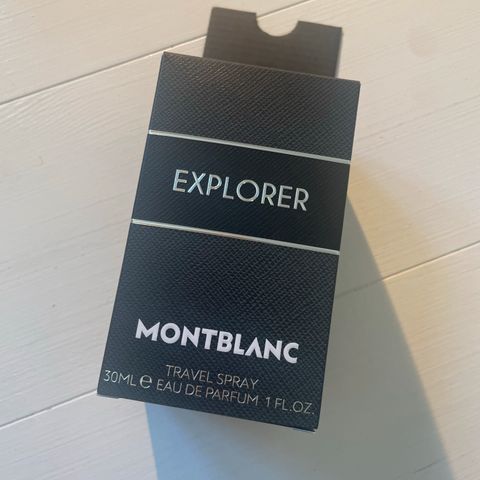 EXPLORER
MONTBLANC
TRAVEL SPRAY
30ML ℮ EAU DE PARFUM 1 FL.OZ.